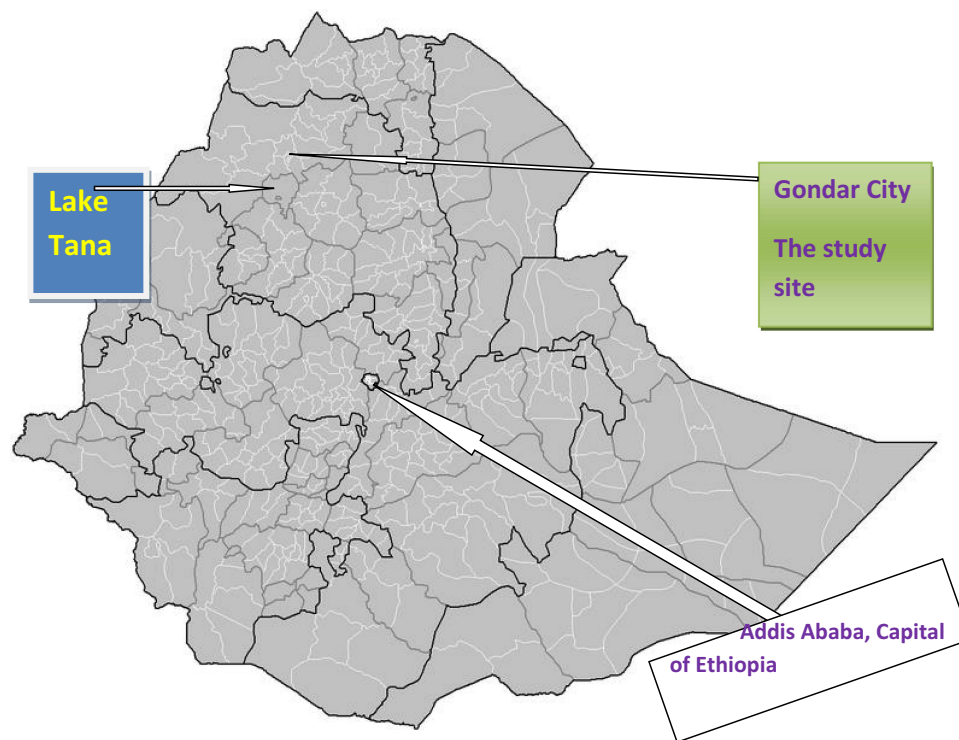 Lake
Tana
Gondar City
The study
site
Addis Ababa, Capital
of Ethiopia